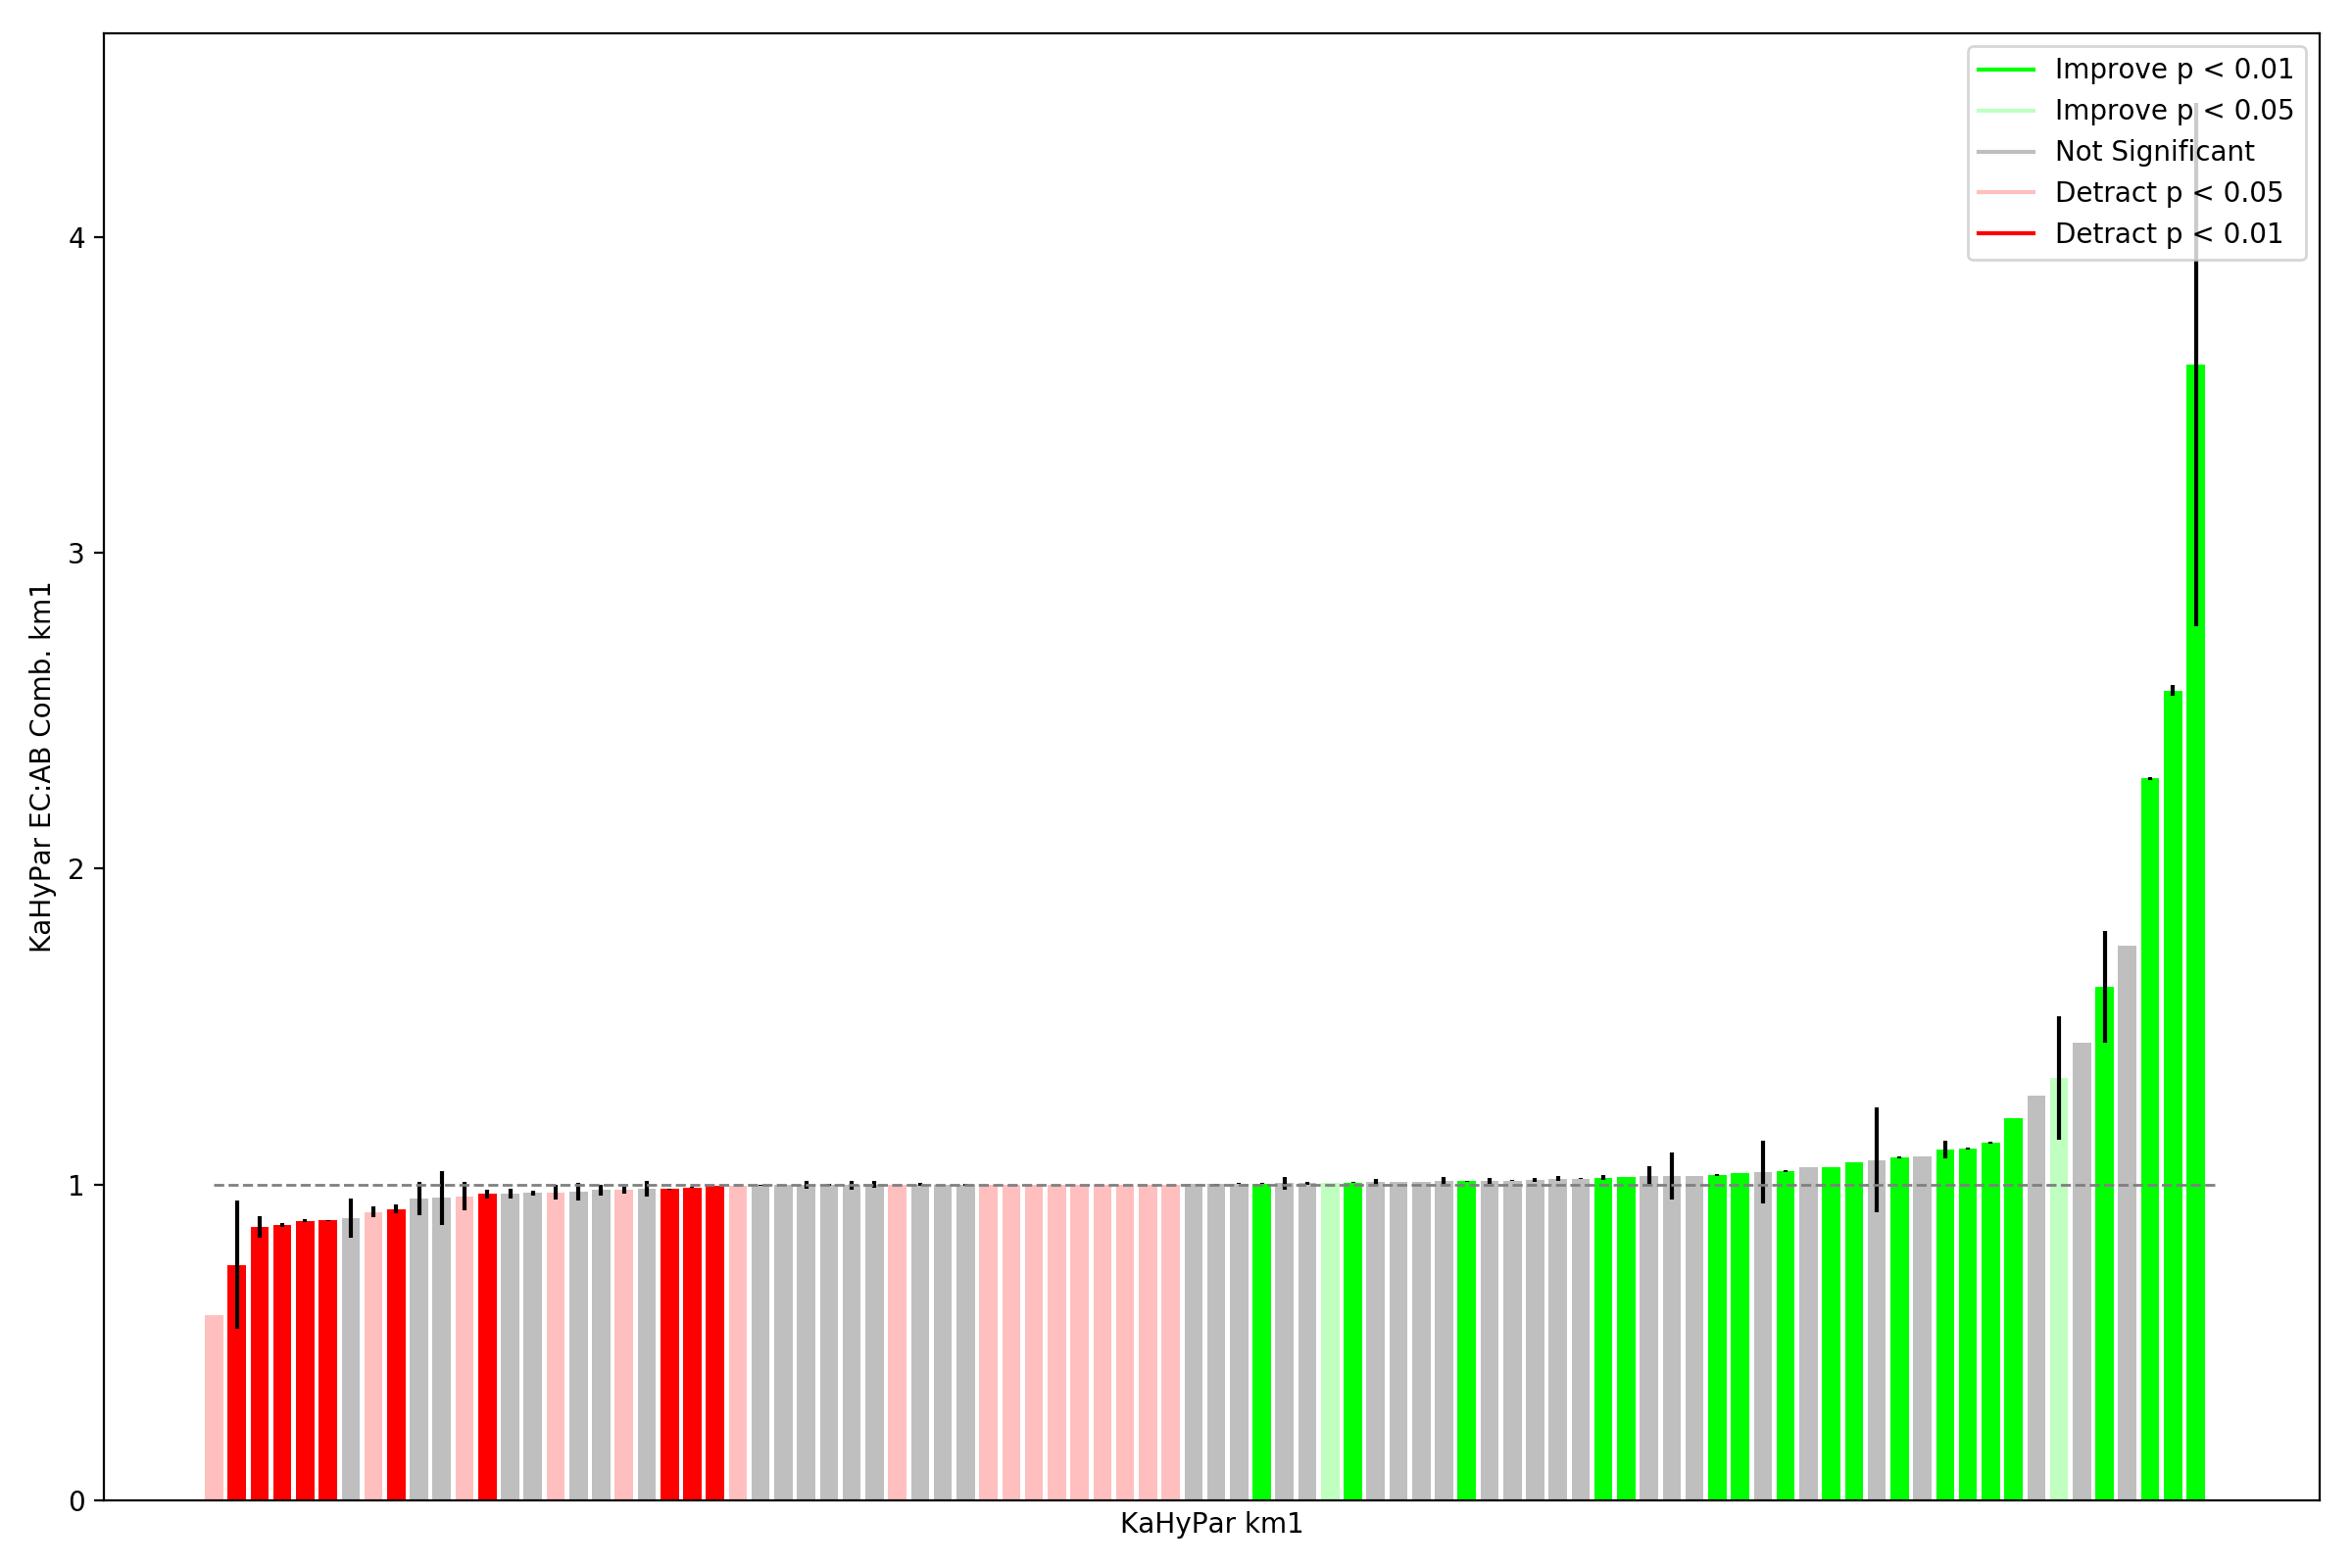 Improve p < 0.01
Improve p < 0.05
Not Significant
Detract p < 0.05
Detract p < 0.01
4
3
2
1
0
KaHyPar EC:AB Comb. km1
KaHyPar km1